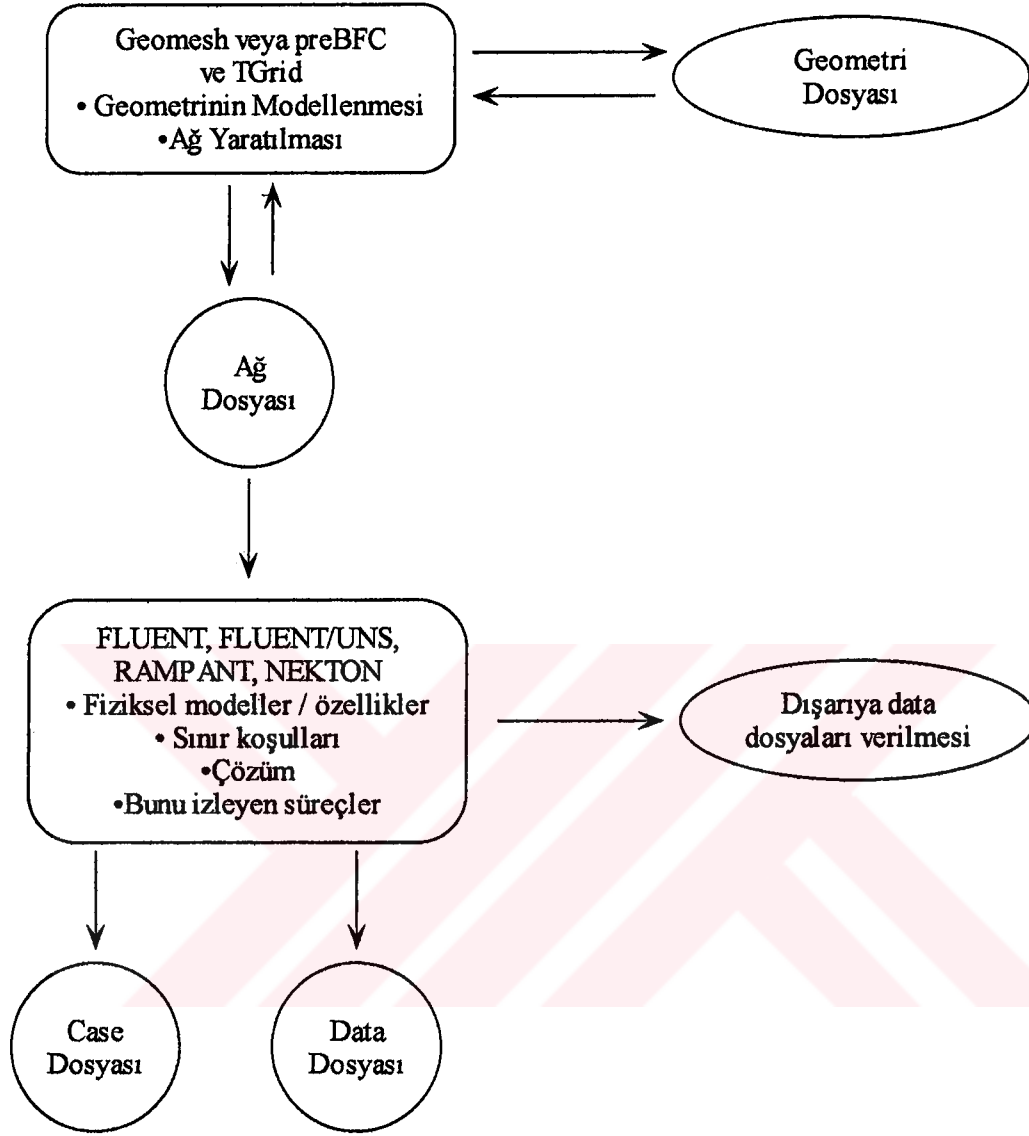 Geomesh veya preBFC
ve TGrid
• Geometrinin Modellenmesi
•Ağ Yaratılması
Geometri
Dosyası
Ağ
Dosyası
FLUENT, FLUENT/UNS,
RAMPANT, NEKTON
• Fiziksel modeller / özellikler
• Sınır koşulları
•Çözüm
•Bunu izleyen süreçler
Dışarıya data
dosyaları verilmesi
Case
Dosyası
Data
Dosyası